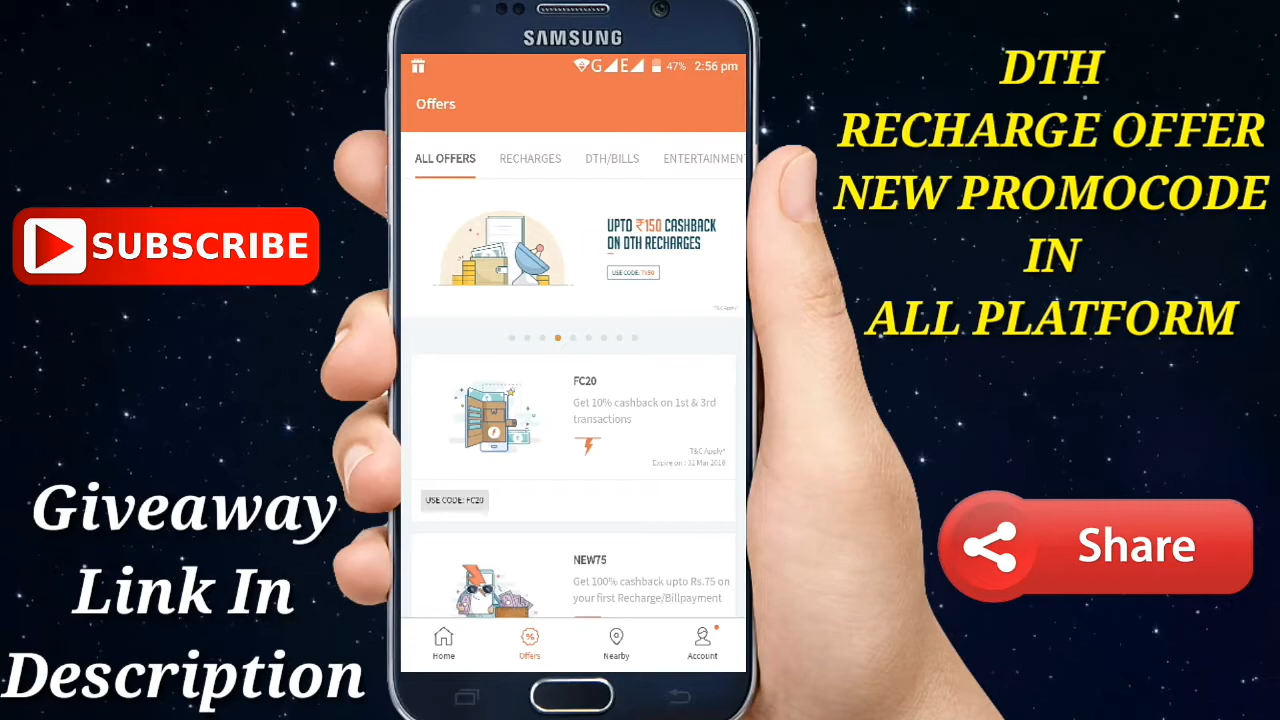 SAMSUNG
G E 47% 2:56 pm
Offers
ALL OFFERS RECHARGES DTH/BILLS ENTERTAINMENT
UPTO ₹150 CASHBACK
ON DTH RECHARGES
USE CODE: TV50
T&C Apply*
FC20
Get 10% cashback on 1st & 3rd
transactions
T&C Apply*
Expire on : 31 Mar 2018
USE CODE: FC20
NEW75
Get 100% cashback upto Rs.75 on
your first Recharge/Billpayment
Home Offers Nearby Account
SUBSCRIBE
Giveaway
Link In
Description
DTH
RECHARGE OFFER
NEW PROMOCODE
IN
ALL PLATFORM
Share